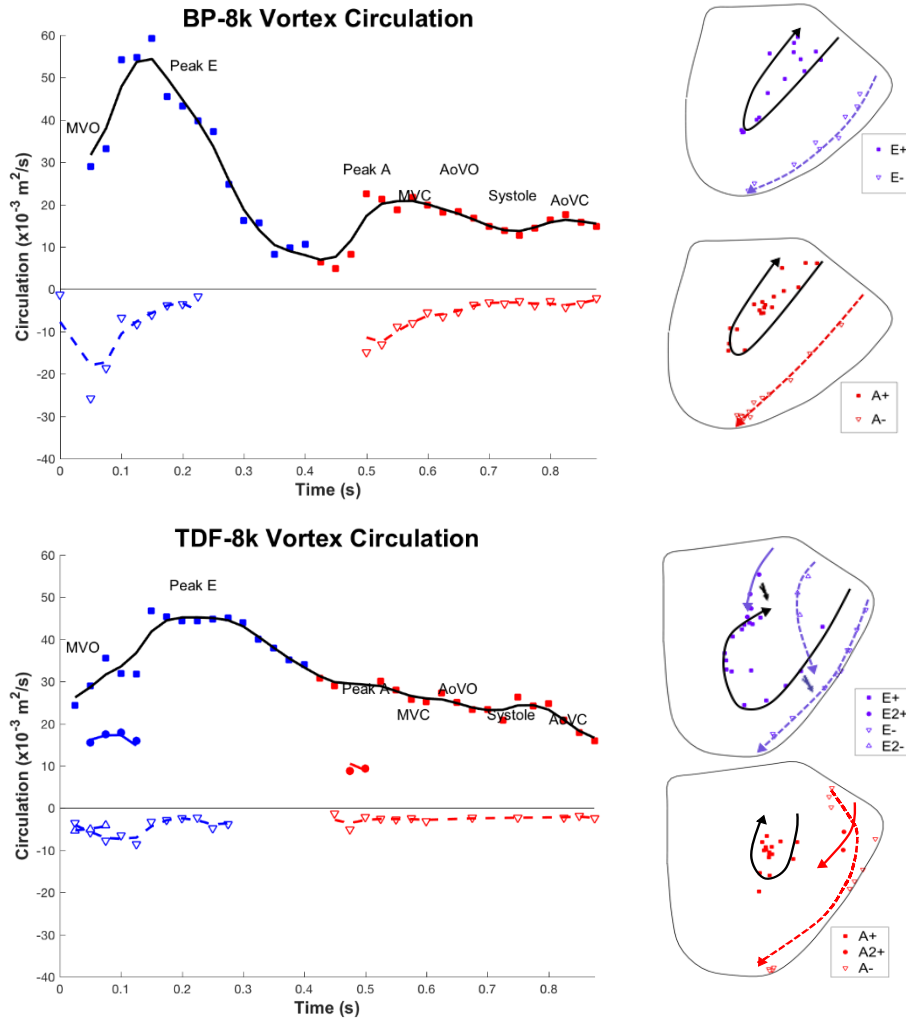 BP-8k Vortex Circulation
60
50
40
30
20
10
0
-10
-20
-30
-40
Circulation (x10⁻³ m²/s)
MVO
Peak E
Peak A
MVC
AoVO
Systole
AoVC
0
0.1
0.2
0.3
0.4
0.5
0.6
0.7
0.8
Time (s)
E+
E-
A+
A-
TDF-8k Vortex Circulation
60
50
40
30
20
10
0
-10
-20
-30
-40
Circulation (x10⁻³ m²/s)
MVO
Peak E
Peak A
MVC
AoVO
Systole
AoVC
0
0.1
0.2
0.3
0.4
0.5
0.6
0.7
0.8
Time (s)
E+
E2+
E-
E2-
A+
A2+
A-